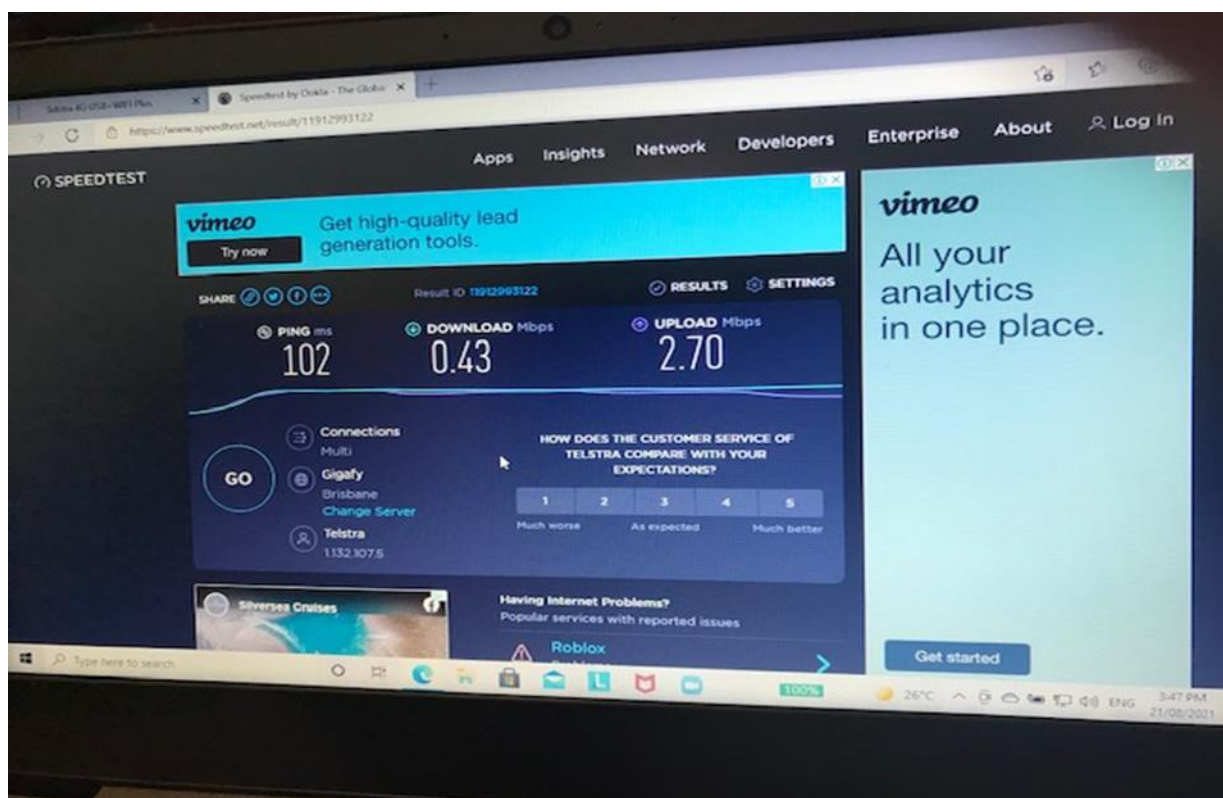 Telstra 4G USB+WIFI Plus
Speedtest by Ookla - The Global
https://www.speedtest.net/result/11912993122
SPEEDTEST
Apps Insights Network Developers Enterprise About Log In
vimeo
Try now
Get high-quality lead
generation tools.
SHARE
Result ID 11912993122
RESULTS SETTINGS
PING ms
102
DOWNLOAD Mbps
0.43
UPLOAD Mbps
2.70
GO
Connections
Multi
Gigafy
Brisbane
Change Server
Telstra
1.132.107.5
HOW DOES THE CUSTOMER SERVICE OF
TELSTRA COMPARE WITH YOUR
EXPECTATIONS?
1 2 3 4 5
Much worse As expected Much better
Silversea Cruises
Having Internet Problems?
Popular services with reported issues
Roblox
vimeo
All your
analytics
in one place.
Get started
Type here to search
L
100%
26°C
ENG
3:47 PM
21/08/2021